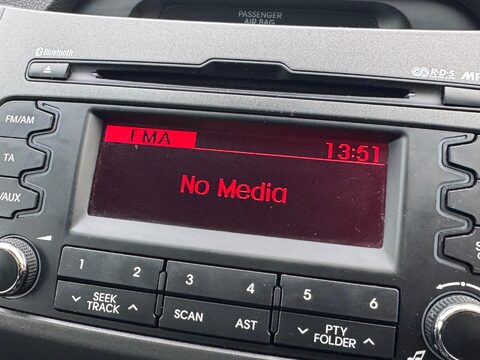 PASSENGER
AIR BAG
Bluetooth
R·D·S
FM/AM
FMA
13:51
TA
No Media
/AUX
1 2 3 4 5 6
SEEK
TRACK
SCAN AST
PTY
FOLDER